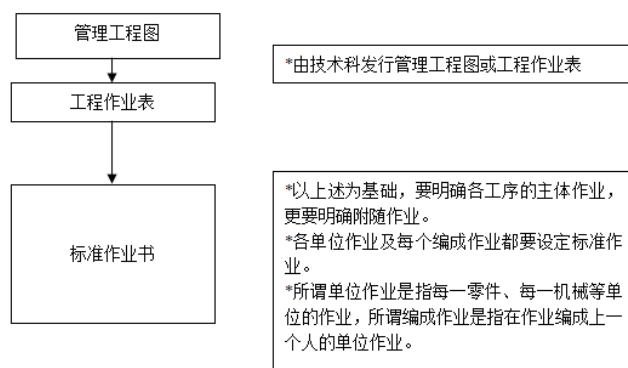 管理工程图
*由技术科发行管理工程图或工程作业表
工程作业表
标准作业书
*以上述为基础，要明确各工序的主体作业，
更要明确附随作业。
*各单位作业及每个编成作业都要设定标准作
业。
*所谓单位作业是指每一零件、每一机械等单
位的作业，所谓编成作业是指在作业编成上一
个人的单位作业。